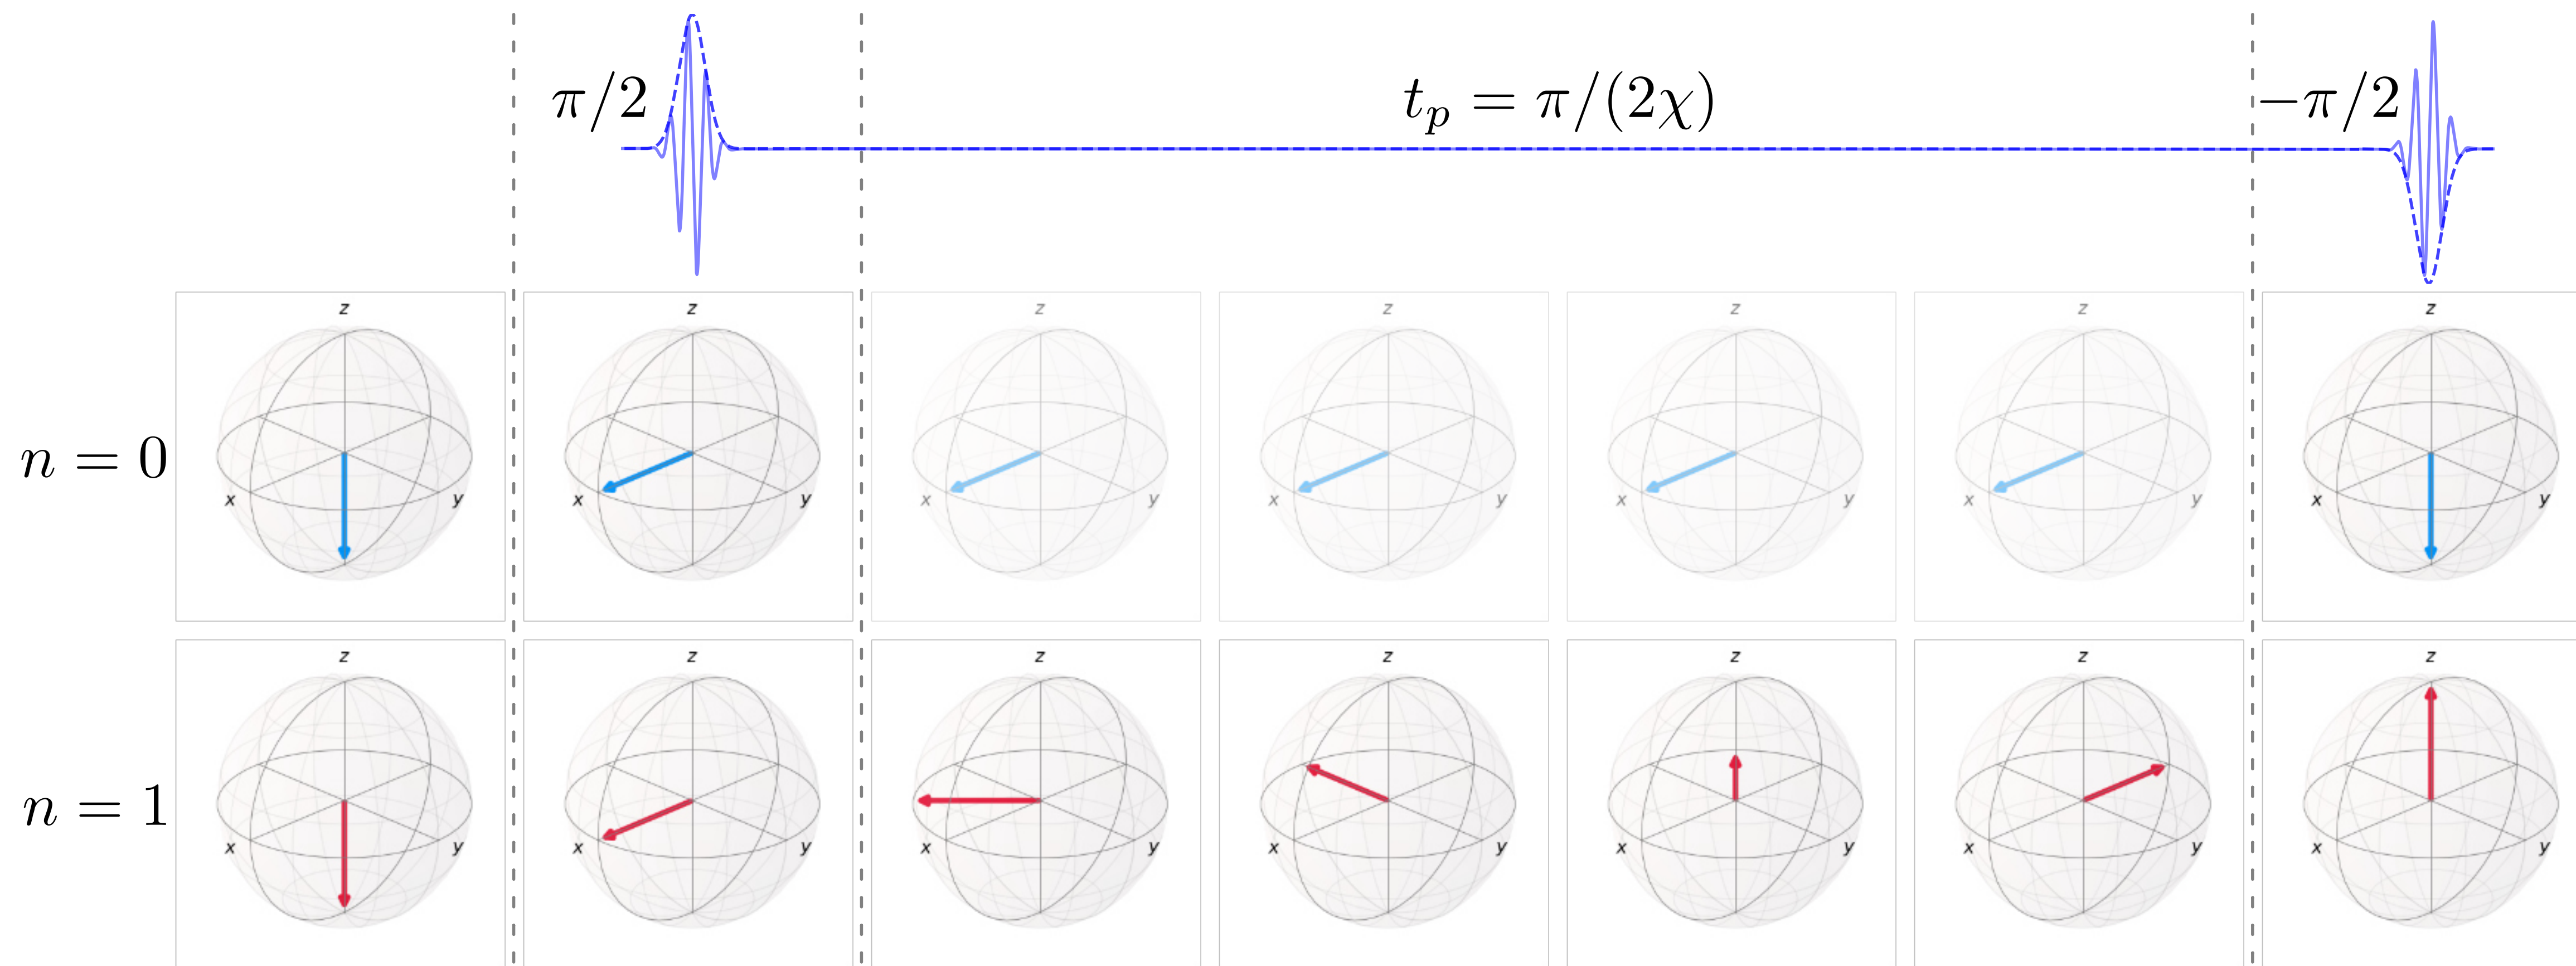 π/2
t_p = π/(2χ)
−π/2
z z z z z z z
n = 0
x y x y x y x y x y x y x y
z z z z z z z
n = 1
x y x y x y x y x y x y x y